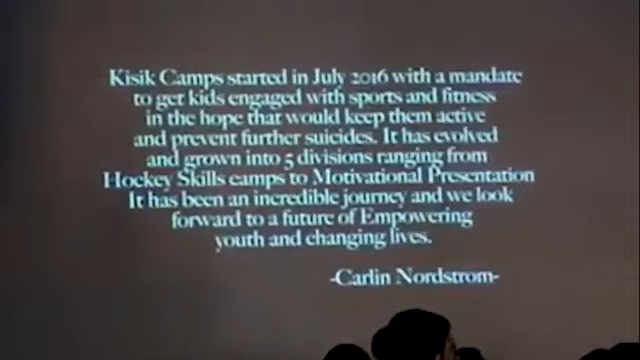 Kisik Camps started in July 2016 with a mandate
to get kids engaged with sports and fitness
in the hope that would keep them active
and prevent further suicides. It has evolved
and grown into 5 divisions ranging from
Hockey Skills camps to Motivational Presentation
It has been an incredible journey and we look
forward to a future of Empowering
youth and changing lives.
-Carlin Nordstrom-